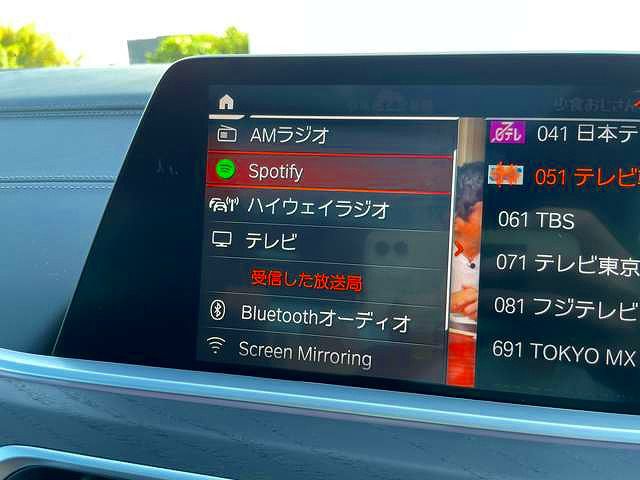 AMラジオ
Spotify
ハイウェイラジオ
テレビ
受信した放送局
Bluetoothオーディオ
Screen Mirroring
041 日本テ
051 テレビ
061 TBS
071 テレビ東京
081 フジテレビ
691 TOKYO MX